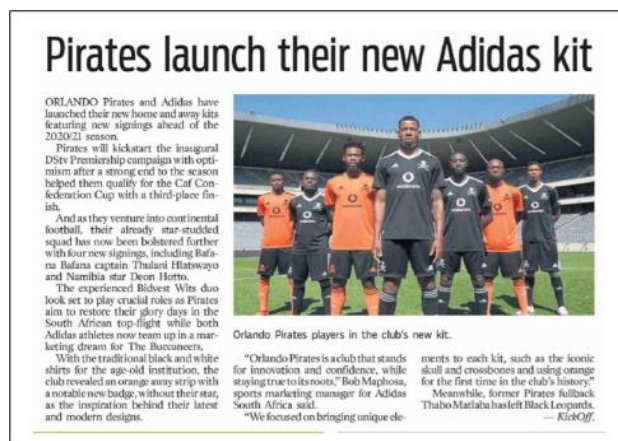 Pirates launch their new Adidas kit
ORLANDO Pirates and Adidas have
launched their new home and away kits
featuring new signings ahead of the
2020/21 season.
Pirates will kickstart the inaugural
DStv Premiership campaign with opti-
mism after a strong end to the season
helped them qualify for the Caf Con-
federation Cup with a third-place fin-
ish.
And as they venture into continental
football, their already star-studded
squad has now been bolstered further
with four new signings, including Bafa-
na Bafana captain Thulani Hlatswayo
and Namibia star Deon Hotto.
The experienced Bidvest Wits duo
look set to play crucial roles as Pirates
aim to restore their glory days in the
South African top-flight while both
Adidas athletes now team up in a mar-
keting dream for The Buccaneers.
With the traditional black and white
shirts for the age-old institution, the
club revealed an orange away strip with
a notable new badge, without their star,
as the inspiration behind their latest
and modern designs.
Orlando Pirates players in the club's new kit.
"Orlando Pirates is a club that stands
for innovation and confidence, while
staying true to its roots," Bob Maphosa,
sports marketing manager for Adidas
South Africa said.
"We focused on bringing unique ele-
ments to each kit, such as the iconic
skull and crossbones and using orange
for the first time in the club's history."
Meanwhile, former Pirates fullback
Thabo Matlaba has left Black Leopards.
— KickOff.